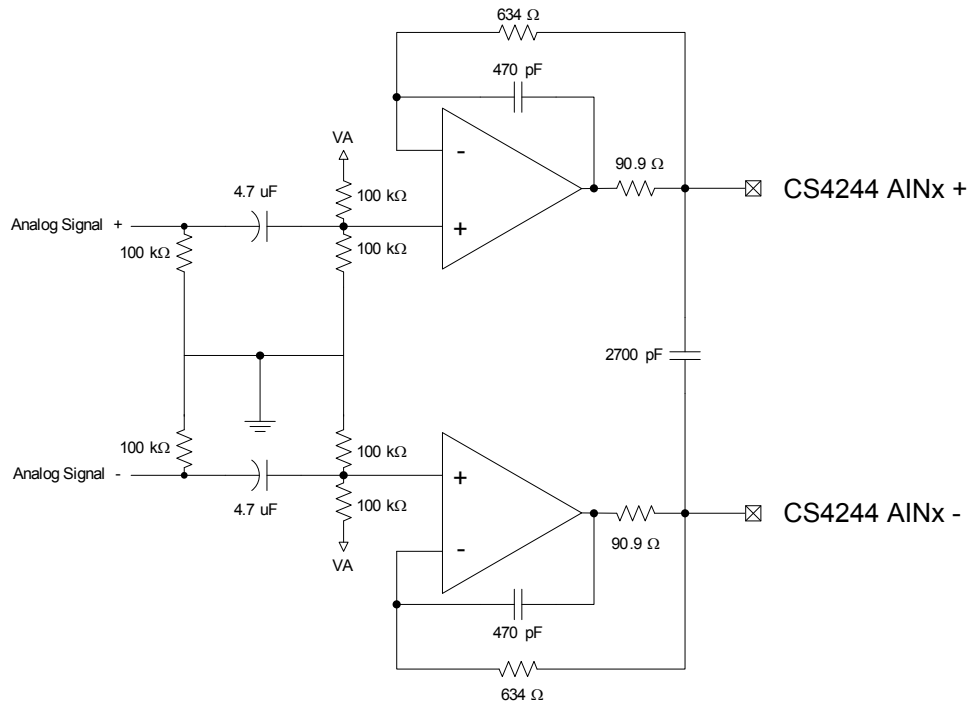 634 Ω
470 pF
VA
-
90.9 Ω
4.7 uF
100 kΩ
CS4244 AINx +
Analog Signal +
+
100 kΩ
100 kΩ
2700 pF
100 kΩ
100 kΩ
Analog Signal -
+
4.7 uF
100 kΩ
CS4244 AINx -
90.9 Ω
-
VA
470 pF
634 Ω